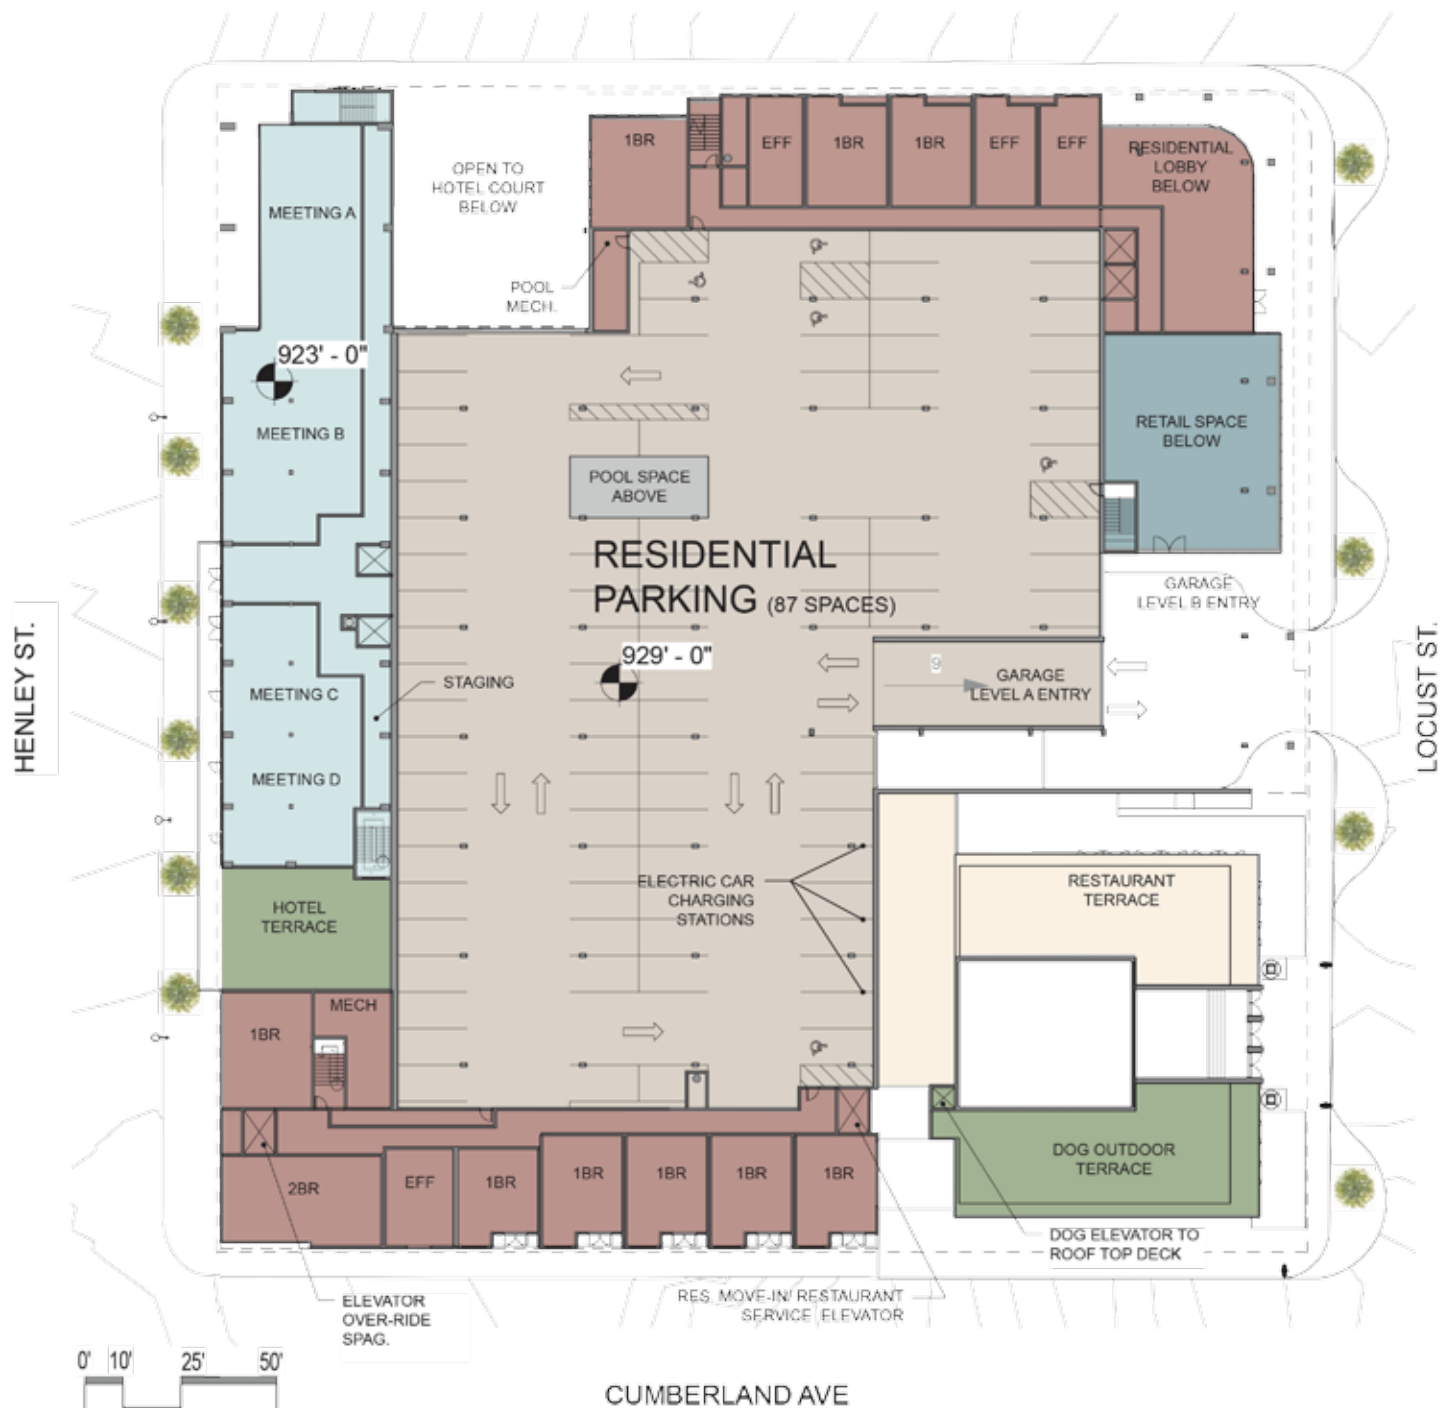 1BR
EFF
1BR
1BR
EFF
EFF
RESIDENTIAL
LOBBY
BELOW
OPEN TO
HOTEL COURT
BELOW
MEETING A
POOL
MECH.
923' - 0"
MEETING B
RETAIL SPACE
BELOW
POOL SPACE
ABOVE
RESIDENTIAL
PARKING (87 SPACES)
GARAGE
LEVEL B ENTRY
929' - 0"
9
GARAGE
LEVEL A ENTRY
HENLEY ST.
LOCUST ST.
MEETING C
STAGING
MEETING D
ELECTRIC CAR
CHARGING
STATIONS
RESTAURANT
TERRACE
HOTEL
TERRACE
MECH
1BR
DOG OUTDOOR
TERRACE
2BR
EFF
1BR
1BR
1BR
1BR
1BR
DOG ELEVATOR TO
ROOF TOP DECK
RES. MOVE-IN/ RESTAURANT
SERVICE ELEVATOR
ELEVATOR
OVER-RIDE
SPAG.
0' 10' 25' 50'
CUMBERLAND AVE